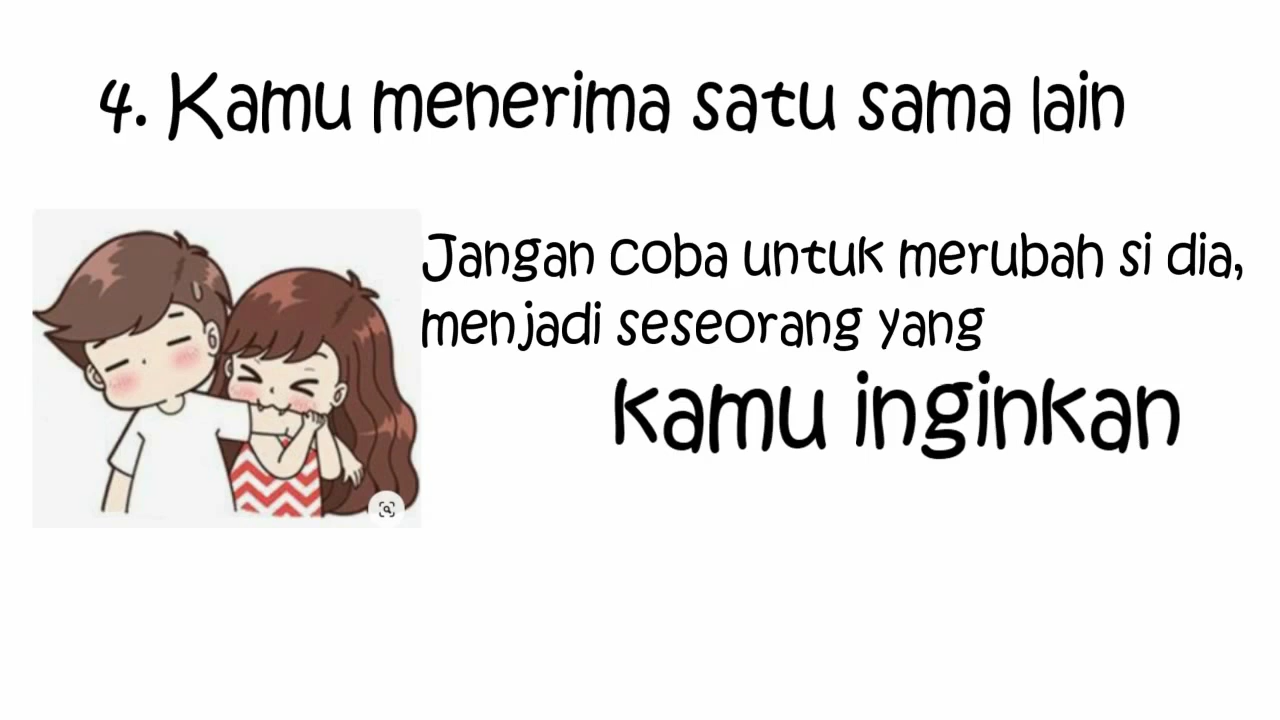 4. Kamu menerima satu sama lain
Jangan coba untuk merubah si dia,
menjadi seseorang yang
kamu inginkan